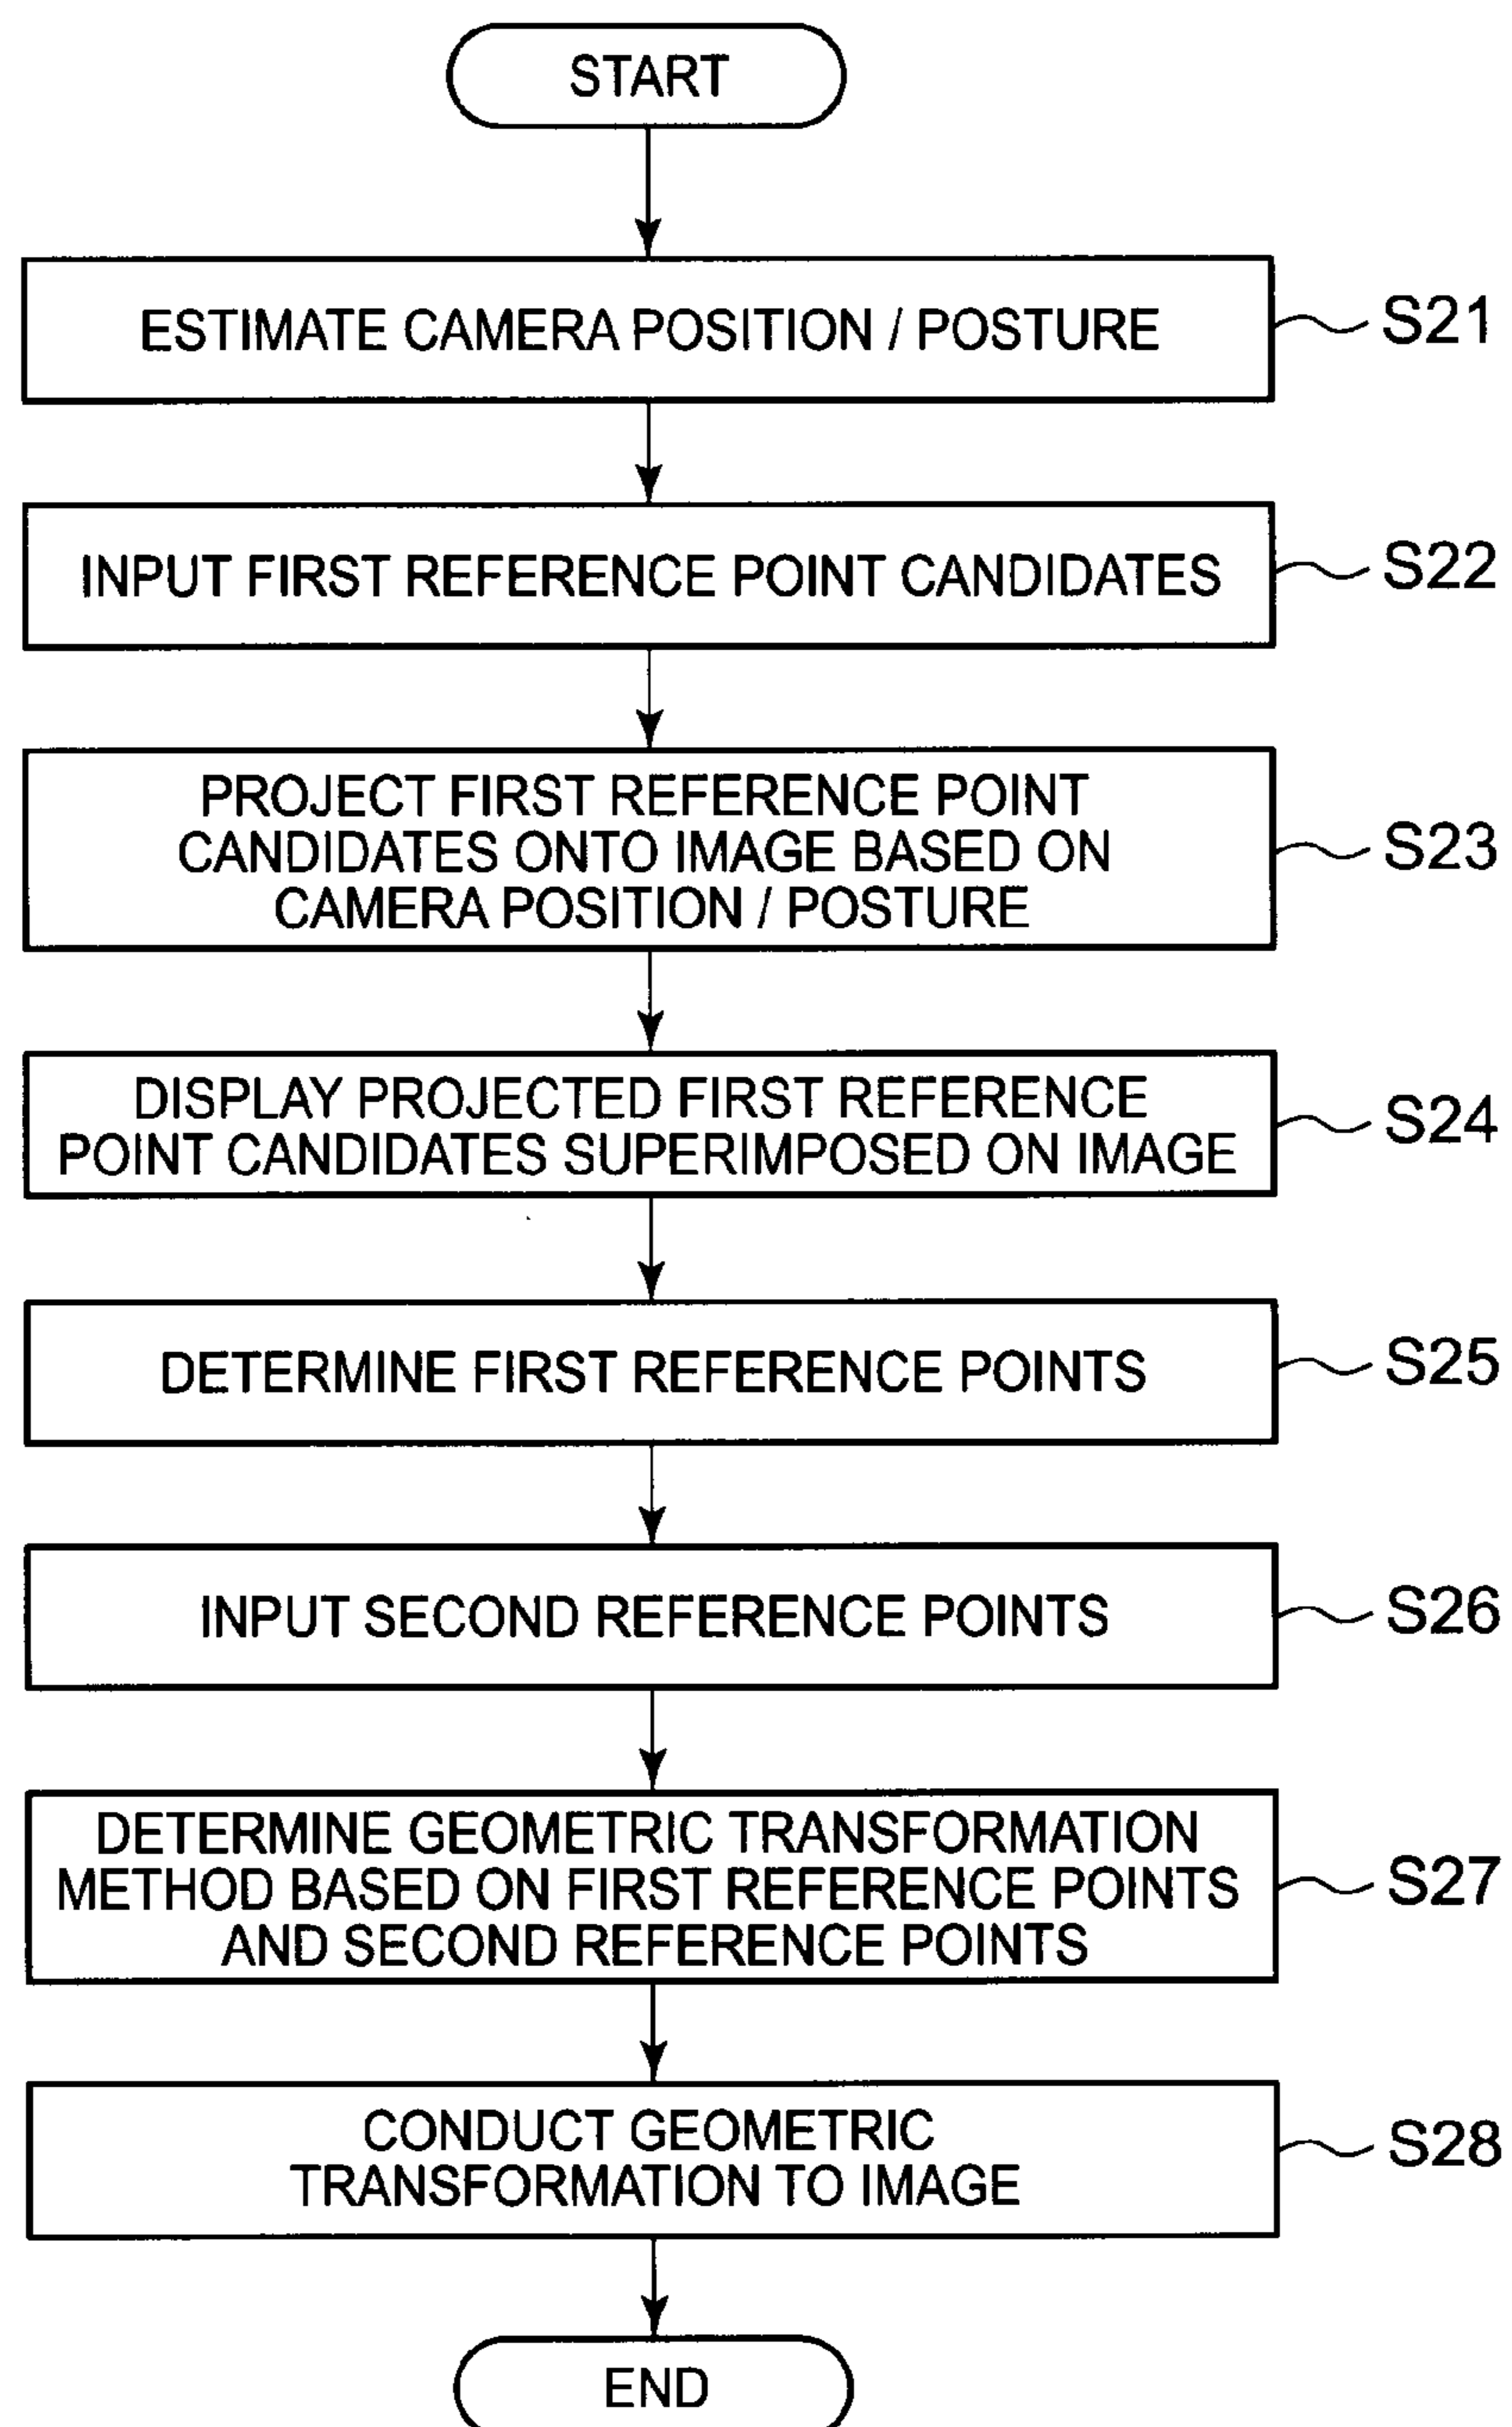 START
ESTIMATE CAMERA POSITION / POSTURE
S21
INPUT FIRST REFERENCE POINT CANDIDATES
S22
PROJECT FIRST REFERENCE POINT
CANDIDATES ONTO IMAGE BASED ON
CAMERA POSITION / POSTURE
S23
DISPLAY PROJECTED FIRST REFERENCE
POINT CANDIDATES SUPERIMPOSED ON IMAGE
S24
DETERMINE FIRST REFERENCE POINTS
S25
INPUT SECOND REFERENCE POINTS
S26
DETERMINE GEOMETRIC TRANSFORMATION
METHOD BASED ON FIRST REFERENCE POINTS
AND SECOND REFERENCE POINTS
S27
CONDUCT GEOMETRIC
TRANSFORMATION TO IMAGE
S28
END